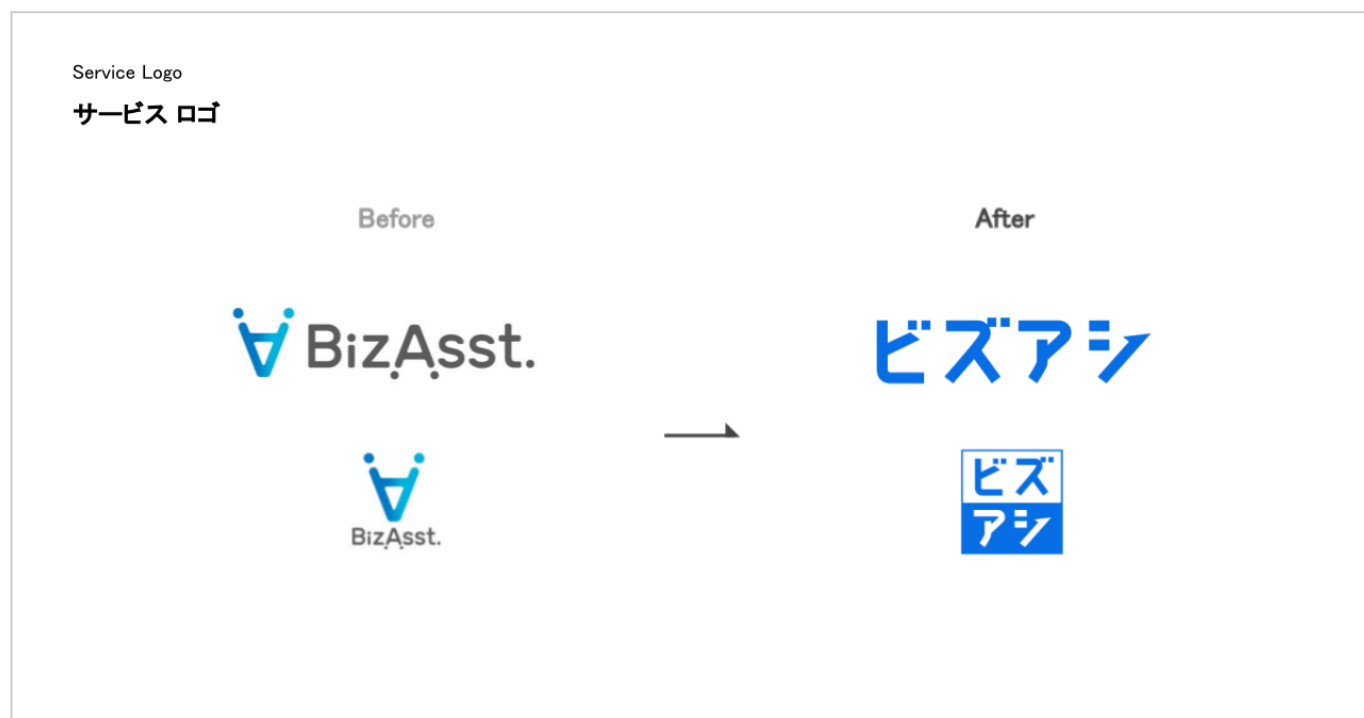 Service Logo
サービス ロゴ
Before
After
BizAsst.
ビズアシ
BizAsst.
ビズ
アシ